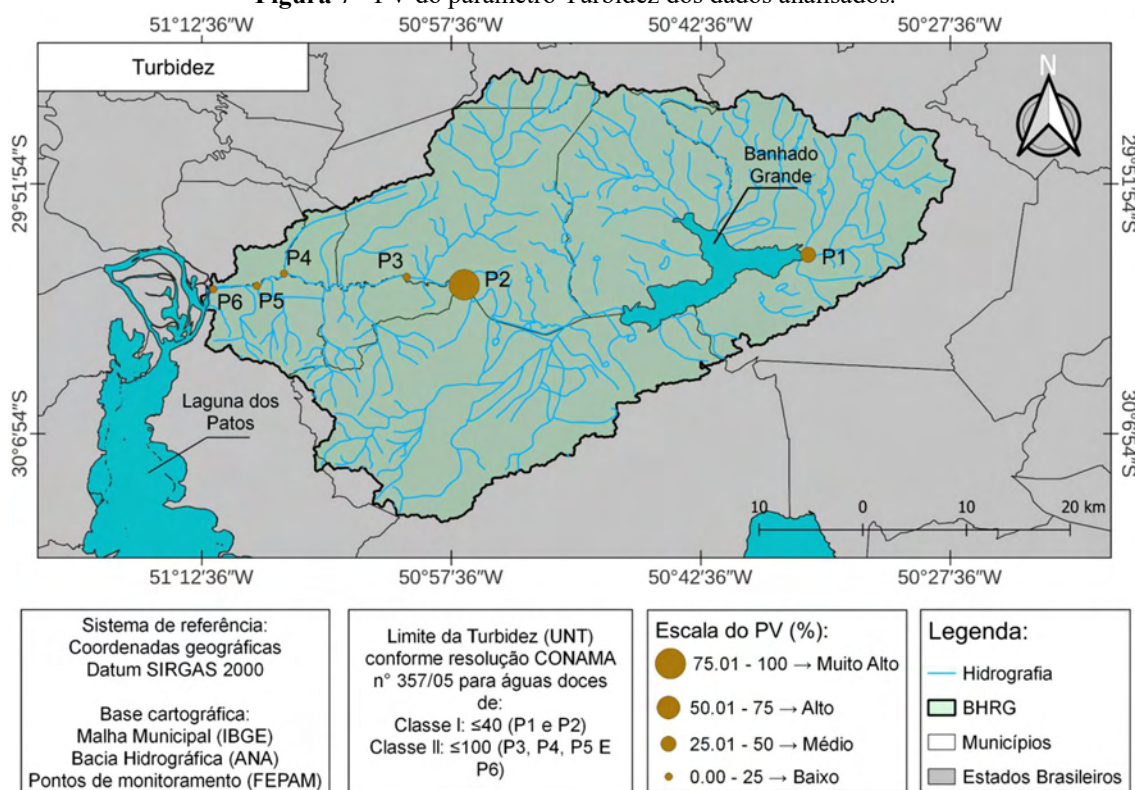 Figura 7 - PV do parâmetro Turbidez dos dados analisados.
51°12'36"W 50°57'36"W 50°42'36"W 50°27'36"W
Turbidez
N
29°51'54"S
29°51'54"S
Banhado
Grande
P1
P2
P3
P4
P5
P6
Laguna dos
Patos
30°6'54"S
30°6'54"S
10 0 10 20 km
51°12'36"W 50°57'36"W 50°42'36"W 50°27'36"W
Sistema de referência:
Coordenadas geográficas
Datum SIRGAS 2000
Base cartográfica:
Malha Municipal (IBGE)
Bacia Hidrográfica (ANA)
Pontos de monitoramento (FEPAM)
Limite da Turbidez (UNT)
conforme resolução CONAMA
n° 357/05 para águas doces
de:
Classe I: ≤40 (P1 e P2)
Classe II: ≤100 (P3, P4, P5 E
P6)
Escala do PV (%):
75.01 - 100 → Muito Alto
50.01 - 75 → Alto
25.01 - 50 → Médio
0.00 - 25 → Baixo
Legenda:
Hidrografia
BHRG
Municípios
Estados Brasileiros